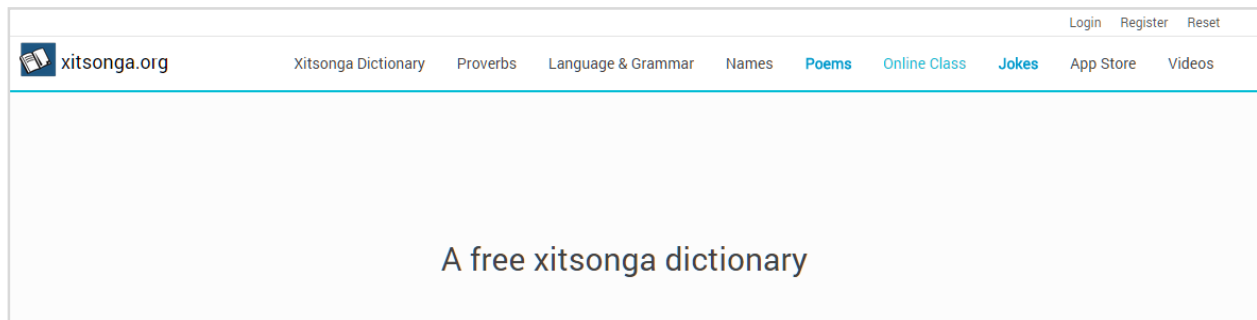 Login Register Reset
xitsonga.org Xitsonga Dictionary Proverbs Language & Grammar Names Poems Online Class Jokes App Store Videos
A free xitsonga dictionary